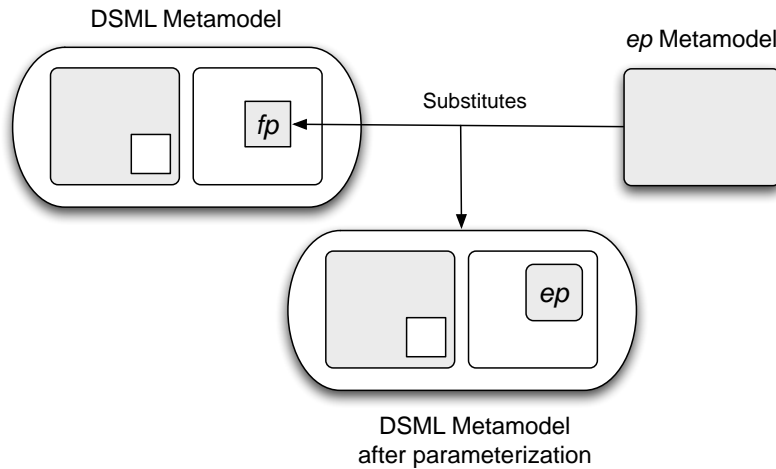 DSML Metamodel
ep Metamodel
Substitutes
fp
ep
DSML Metamodel
after parameterization